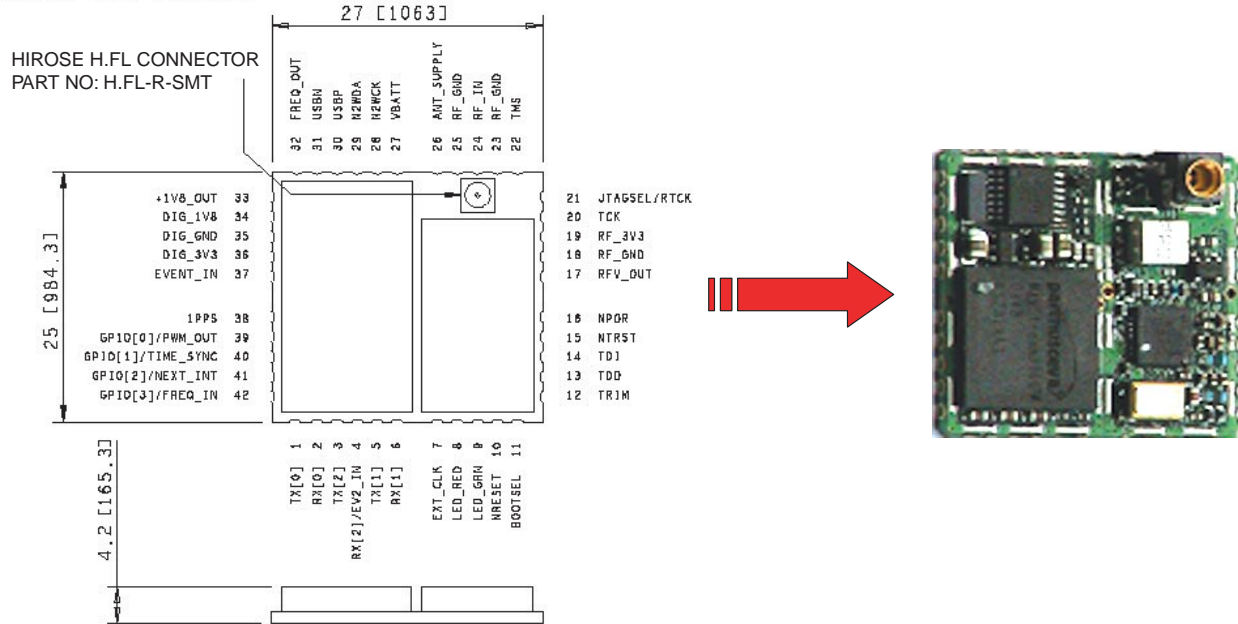 27 [1063]
HIROSE H.FL CONNECTOR
PART NO: H.FL-R-SMT
32 FREQ_OUT
31 USBN
30 USBP
29 N2WDA
28 N2WCK
27 VBATT
26 ANT_SUPPLY
25 RF_GND
24 RF_IN
23 RF_GND
22 TMS
+1V8_OUT 33
DIG_1V8 34
DIG_GND 35
DIG_3V3 36
EVENT_IN 37
1PPS 38
GPIO[0]/PWM_OUT 39
GPIO[1]/TIME_SYNC 40
GPIO[2]/NEXT_INT 41
GPIO[3]/FREQ_IN 42
25 [984.3]
21 JTAGSEL/RTCK
20 TCK
19 RF_3V3
18 RF_GND
17 RFV_OUT
16 NPOR
15 NTRST
14 TDI
13 TDO
12 TRIM
TX[0] 1
RX[0] 2
TX[2] 3
RX[2]/EV2_IN 4
TX[1] 5
RX[1] 6
EXT_CLK 7
LED_RED 8
LED_GRN 9
NRESET 10
BOOTSEL 11
4.2 [165.3]